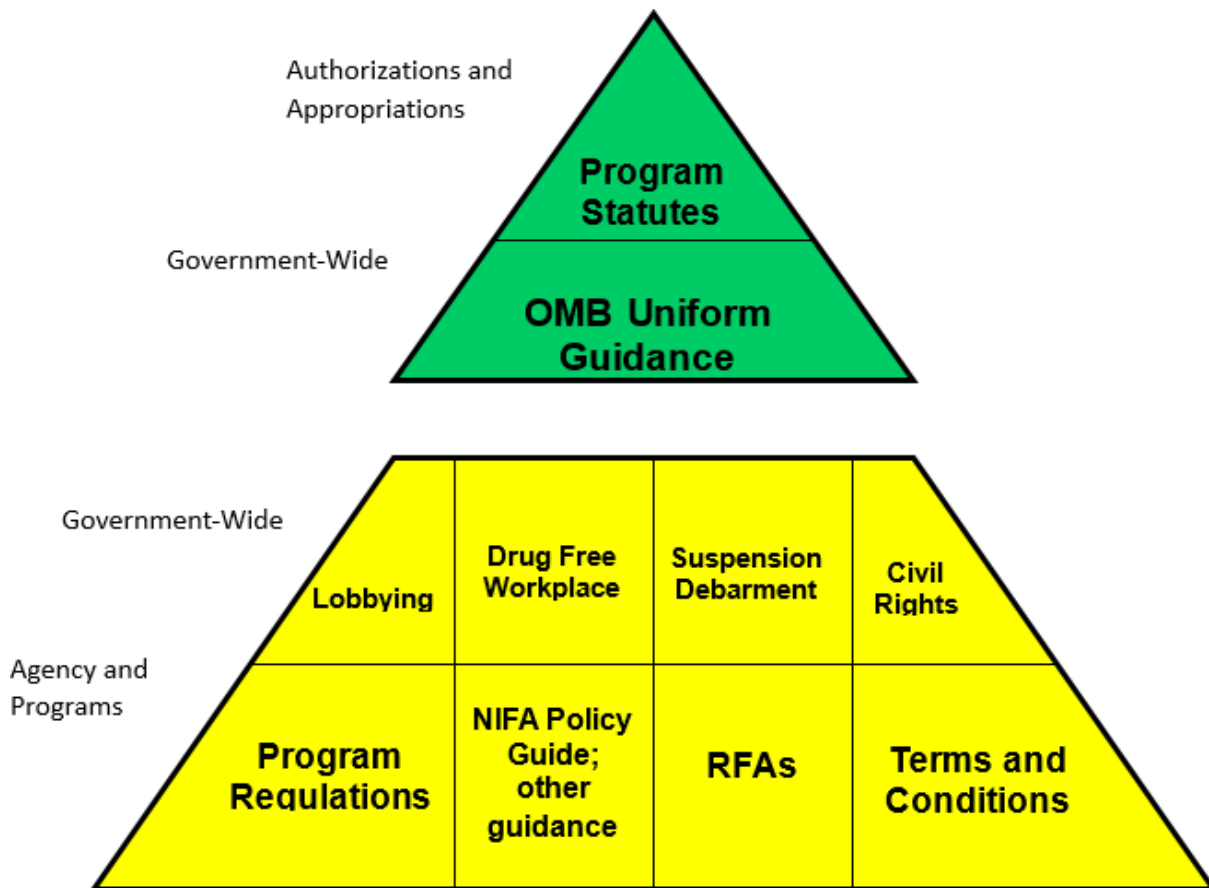 Authorizations and
Appropriations
Program
Statutes
Government-Wide
OMB Uniform
Guidance
Government-Wide
Lobbying
Drug Free
Workplace
Suspension
Debarment
Civil
Rights
Agency and
Programs
Program
Regulations
NIFA Policy
Guide;
other
guidance
RFAs
Terms and
Conditions